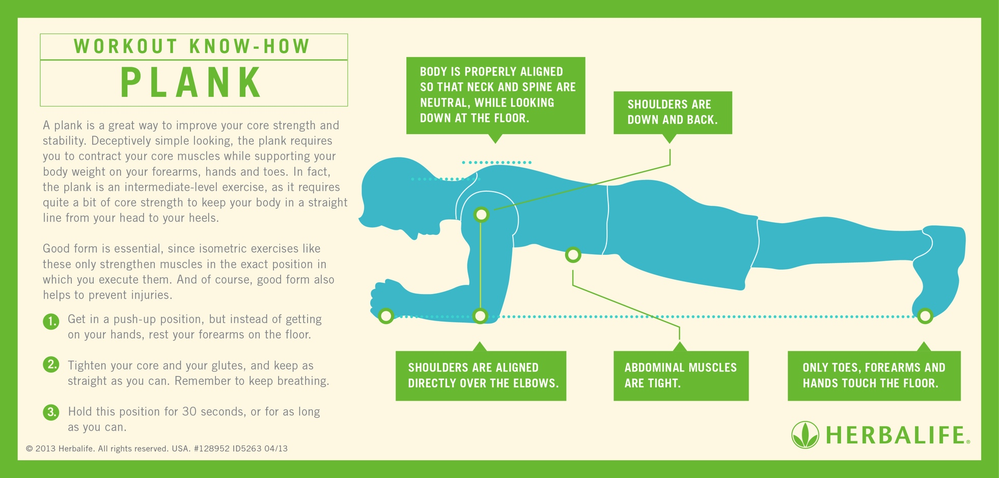 WORKOUT KNOW-HOW
PLANK
A plank is a great way to improve your core strength and
stability. Deceptively simple looking, the plank requires
you to contract your core muscles while supporting your
body weight on your forearms, hands and toes. In fact,
the plank is an intermediate-level exercise, as it requires
quite a bit of core strength to keep your body in a straight
line from your head to your heels.
Good form is essential, since isometric exercises like
these only strengthen muscles in the exact position in
which you execute them. And of course, good form also
helps to prevent injuries.
1. Get in a push-up position, but instead of getting
on your hands, rest your forearms on the floor.
2. Tighten your core and your glutes, and keep as
straight as you can. Remember to keep breathing.
3. Hold this position for 30 seconds, or for as long
as you can.
© 2013 Herbalife. All rights reserved. USA. #128952 ID5263 04/13
BODY IS PROPERLY ALIGNED
SO THAT NECK AND SPINE ARE
NEUTRAL, WHILE LOOKING
DOWN AT THE FLOOR.
SHOULDERS ARE
DOWN AND BACK.
SHOULDERS ARE ALIGNED
DIRECTLY OVER THE ELBOWS.
ABDOMINAL MUSCLES
ARE TIGHT.
ONLY TOES, FOREARMS AND
HANDS TOUCH THE FLOOR.
HERBALIFE®